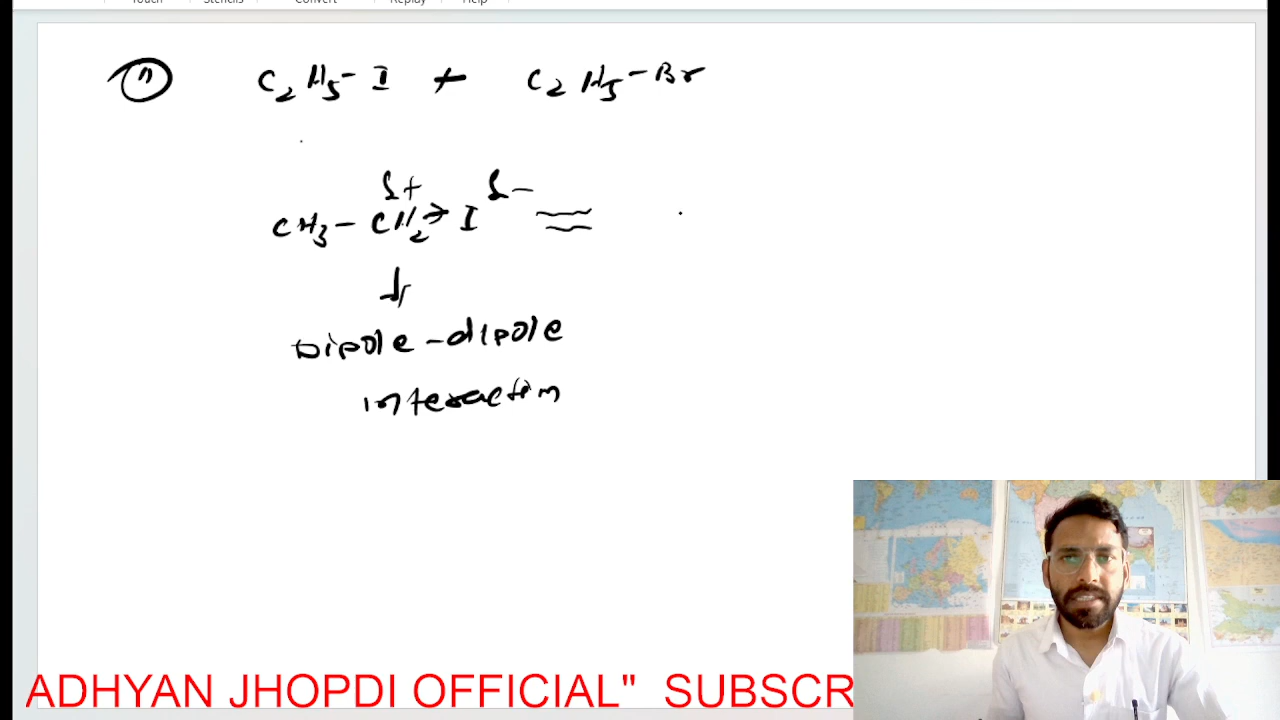 Touch Stencils Convert Replay Help
1) C2H5-I + C2H5-Br
δ+ δ-
CH3-CH2→I
Dipole-dipole
interaction
ADHYAN JHOPDI OFFICIAL" SUBSCR